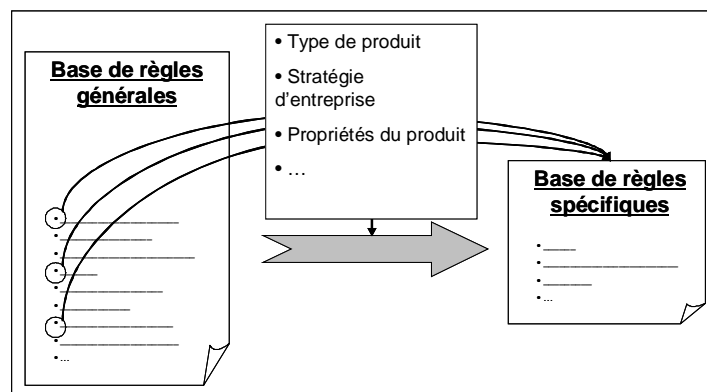 Base de règles
générales
• Type de produit
• Stratégie
d'entreprise
• Propriétés du produit
• ...
Base de règles
spécifiques
• ...
• ...